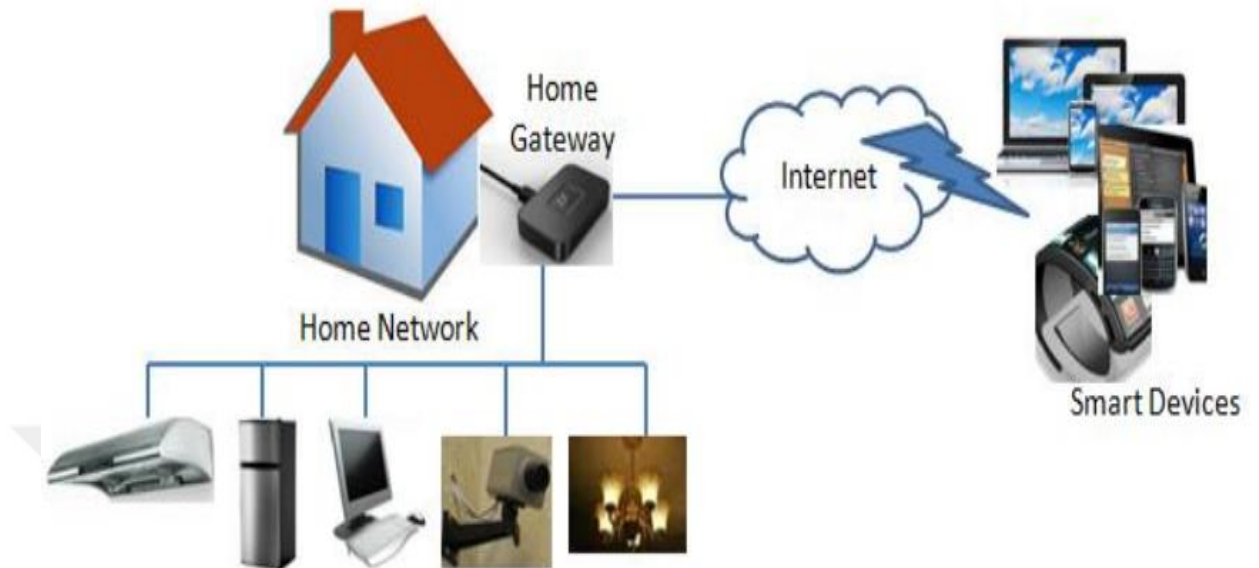 Home
Gateway
Internet
Home Network
Smart Devices